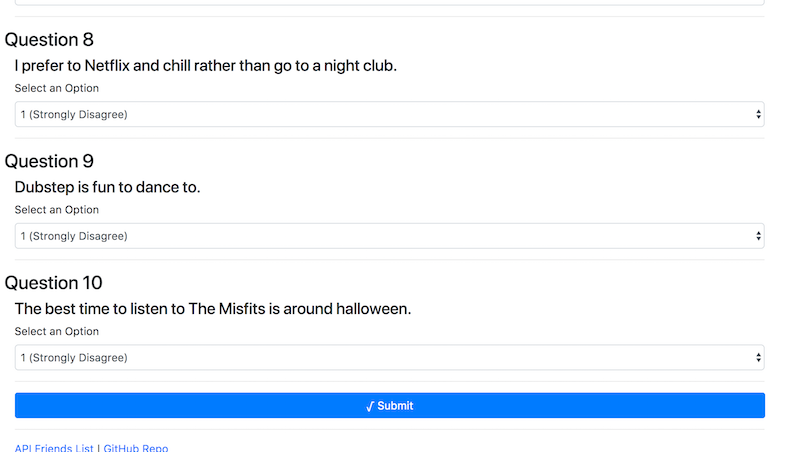 Question 8
I prefer to Netflix and chill rather than go to a night club.
Select an Option
1 (Strongly Disagree)
Question 9
Dubstep is fun to dance to.
Select an Option
1 (Strongly Disagree)
Question 10
The best time to listen to The Misfits is around halloween.
Select an Option
1 (Strongly Disagree)
√ Submit
API Friends List | GitHub Repo